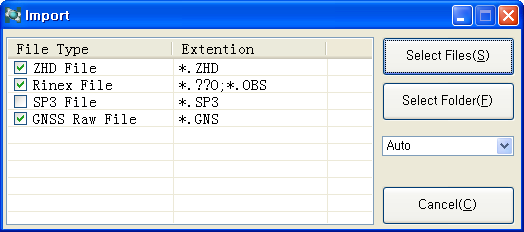 Import
File Type Extention
ZHD File *.ZHD
Rinex File *.??O;*.OBS
SP3 File *.SP3
GNSS Raw File *.GNS
Select Files(S)
Select Folder(F)
Auto
Cancel(C)